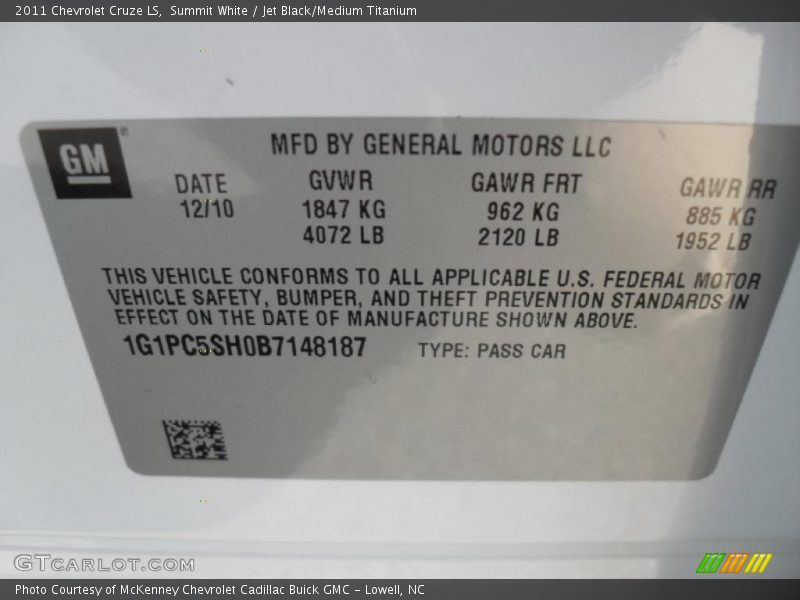 2011 Chevrolet Cruze LS,  Summit White / Jet Black/Medium Titanium
GM®
MFD BY GENERAL MOTORS LLC
DATE GVWR GAWR FRT GAWR RR
12/10 1847 KG 962 KG 885 KG
4072 LB 2120 LB 1952 LB
THIS VEHICLE CONFORMS TO ALL APPLICABLE U.S. FEDERAL MOTOR
VEHICLE SAFETY, BUMPER, AND THEFT PREVENTION STANDARDS IN
EFFECT ON THE DATE OF MANUFACTURE SHOWN ABOVE.
1G1PC5SH0B7148187 TYPE: PASS CAR
GTCARLOT.COM
Photo Courtesy of McKenney Chevrolet Cadillac Buick GMC - Lowell, NC